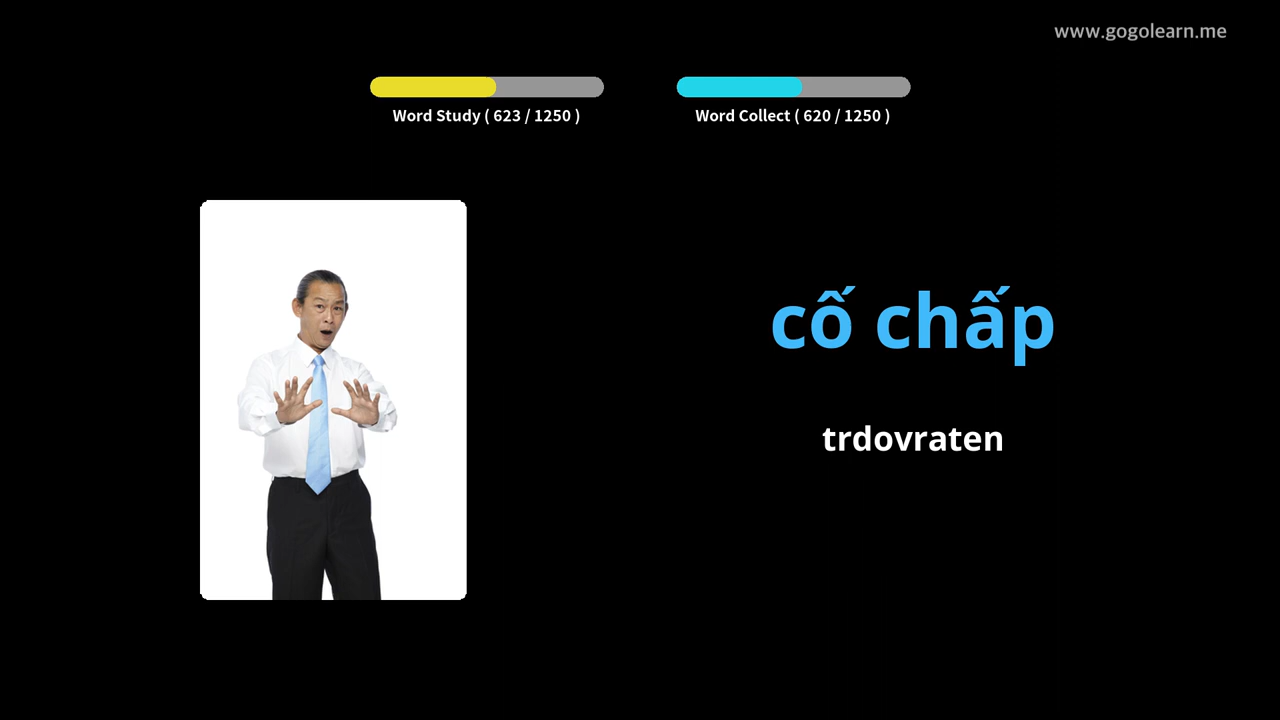 www.gogolearn.me
Word Study ( 623 / 1250 )
Word Collect ( 620 / 1250 )
cố chấp
trdovraten